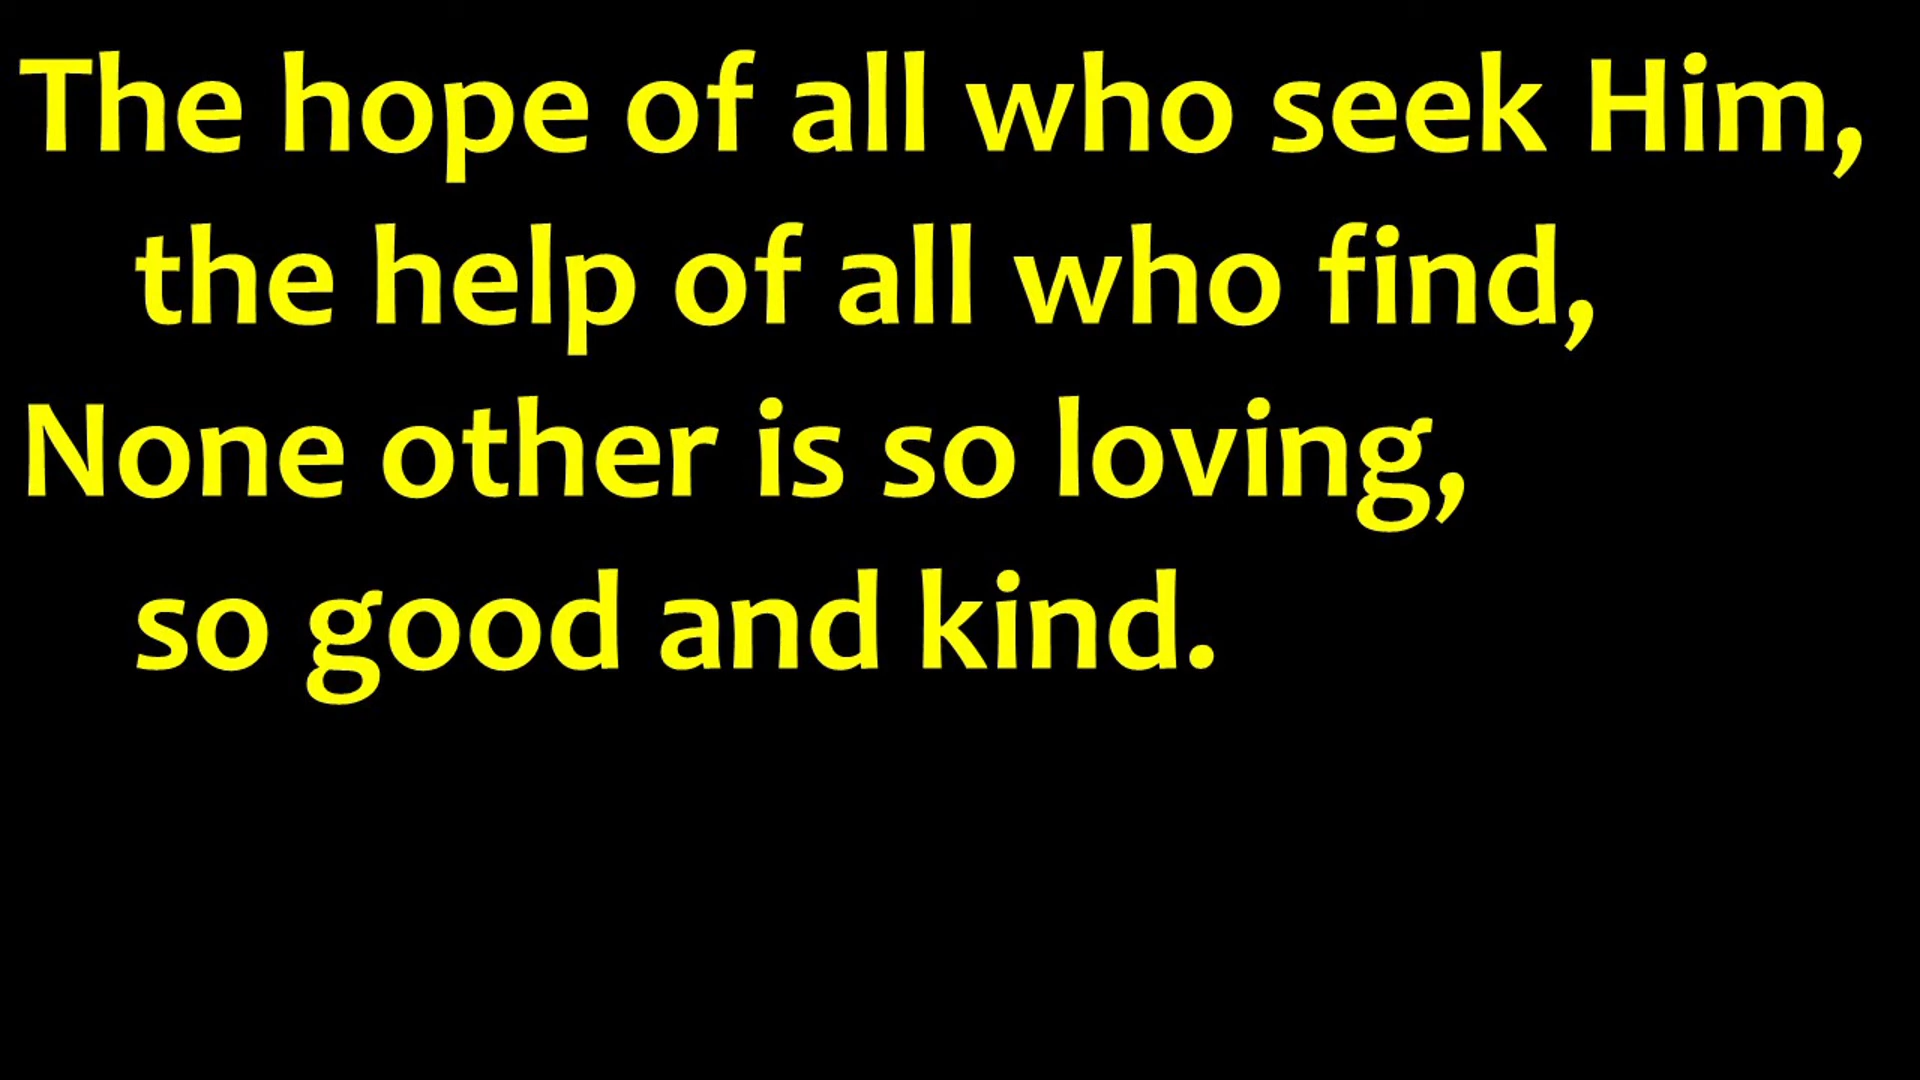 The hope of all who seek Him,
the help of all who find,
None other is so loving,
so good and kind.